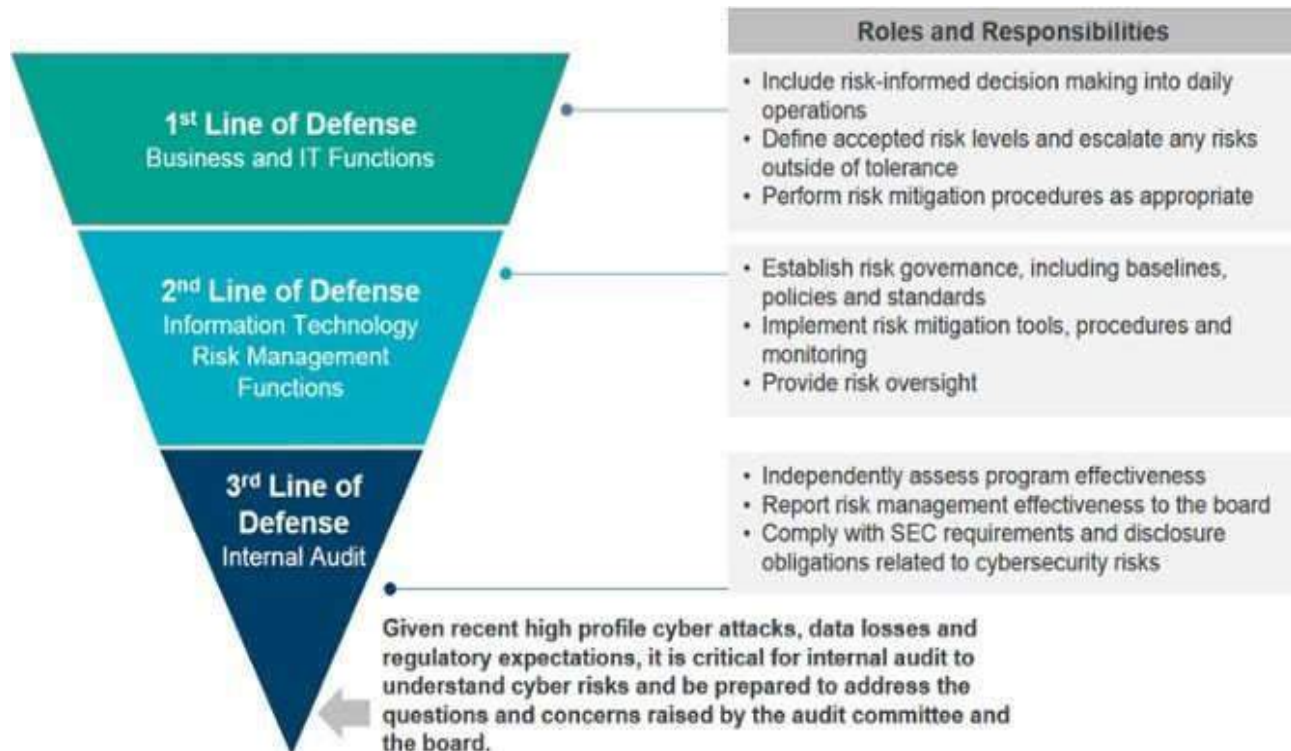 Roles and Responsibilities
1st Line of Defense
Business and IT Functions
• Include risk-informed decision making into daily
operations
• Define accepted risk levels and escalate any risks
outside of tolerance
• Perform risk mitigation procedures as appropriate
2nd Line of Defense
Information Technology
Risk Management
Functions
• Establish risk governance, including baselines,
policies and standards
• Implement risk mitigation tools, procedures and
monitoring
• Provide risk oversight
3rd Line of
Defense
Internal Audit
• Independently assess program effectiveness
• Report risk management effectiveness to the board
• Comply with SEC requirements and disclosure
obligations related to cybersecurity risks
Given recent high profile cyber attacks, data losses and
regulatory expectations, it is critical for internal audit to
understand cyber risks and be prepared to address the
questions and concerns raised by the audit committee and
the board.